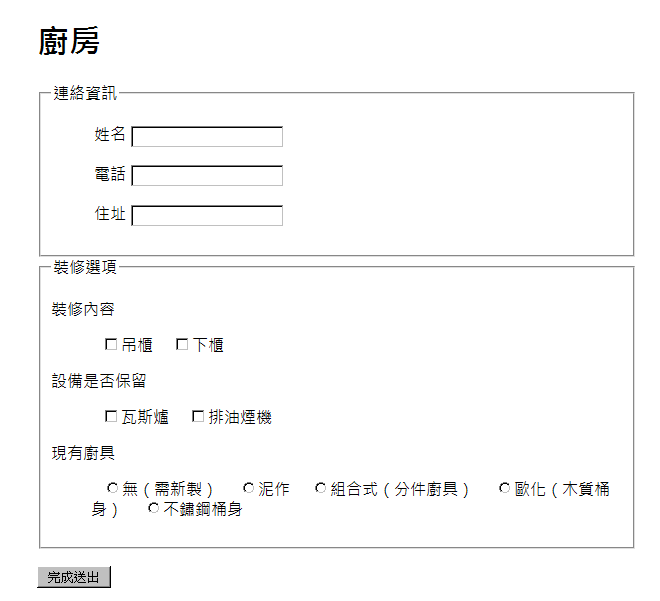 廚房
連絡資訊
姓名
電話
住址
裝修選項
裝修內容
吊櫃 下櫃
設備是否保留
瓦斯爐 排油煙機
現有廚具
無（需新製） 泥作 組合式（分件廚具） 歐化（木質桶
身） 不鏽鋼桶身
完成送出